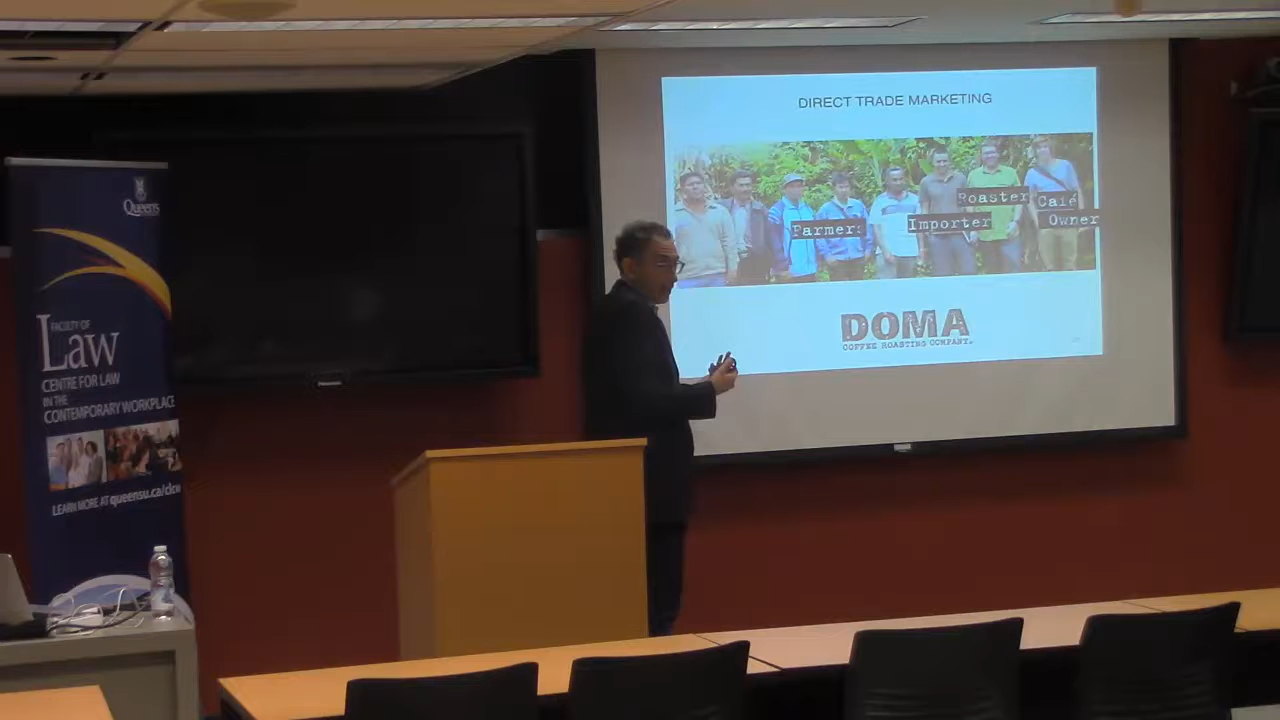 Queen's
FACULTY OF
Law
CENTRE FOR LAW
IN THE
CONTEMPORARY WORKPLACE
LEARN MORE AT queensu.ca/clcw
DIRECT TRADE MARKETING
Farmers
Importer
Roaster
Café
Owner
DOMA
COFFEE ROASTING COMPANY.